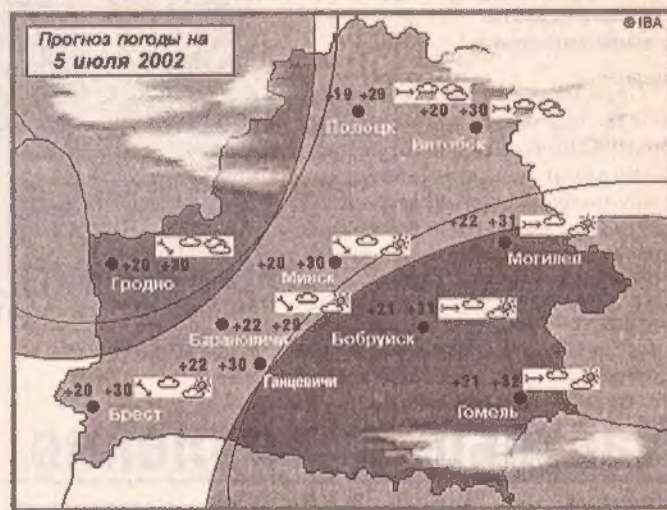 © IBA
Прогноз погоды на
5 июля 2002
+19 +29
Полоцк
+20 +30
Витебск
+22 +31
Могилев
+20 +30
Гродно
+20 +30
Минск
+22 +29
Барановичи
+21 +31
Бобруйск
+22 +30
Ганцевичи
+20 +30
Брест
+31 +32
Гомель